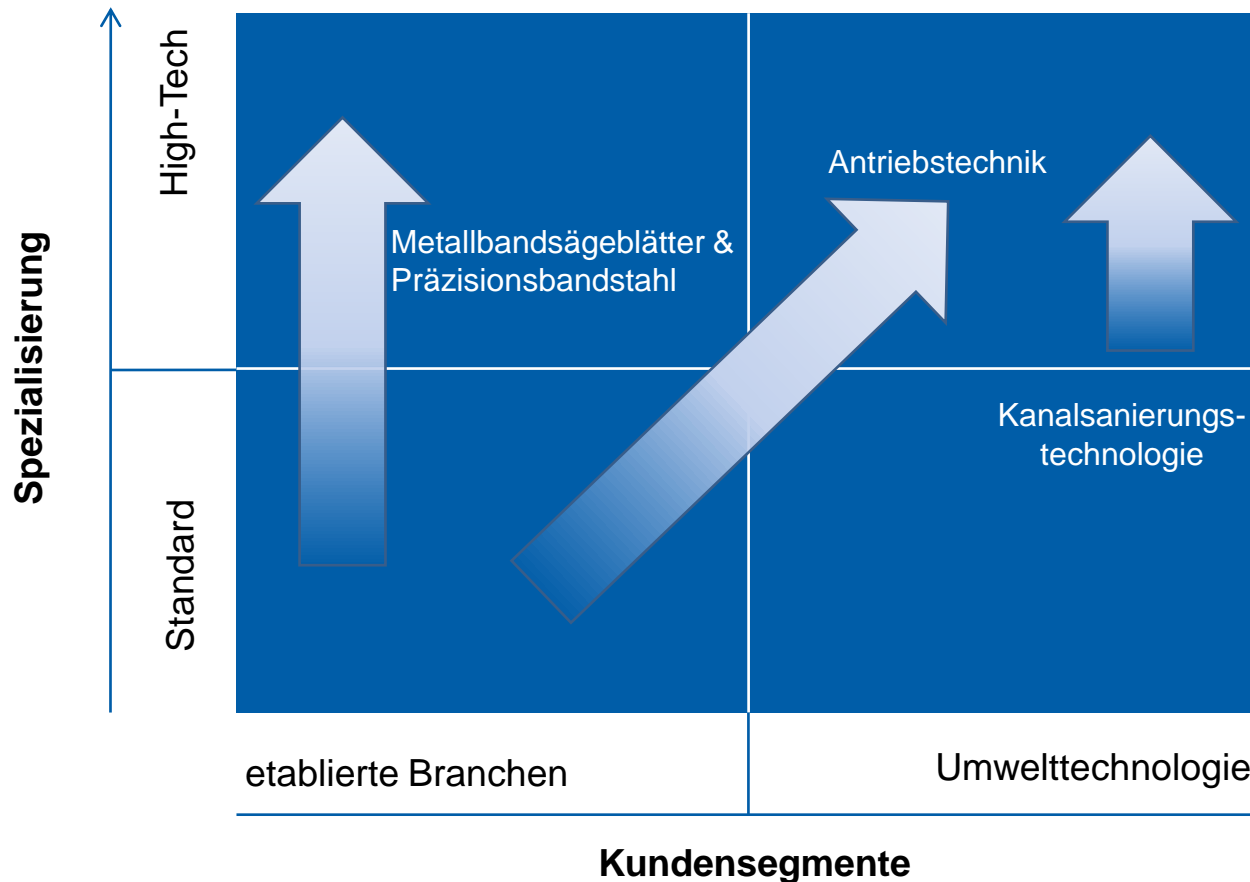 Spezialisierung
High-Tech
Standard
Antriebstechnik
Metallbandsägeblätter &
Präzisionsbandstahl
Kanalsanierungs-
technologie
etablierte Branchen
Umwelttechnologie
Kundensegmente